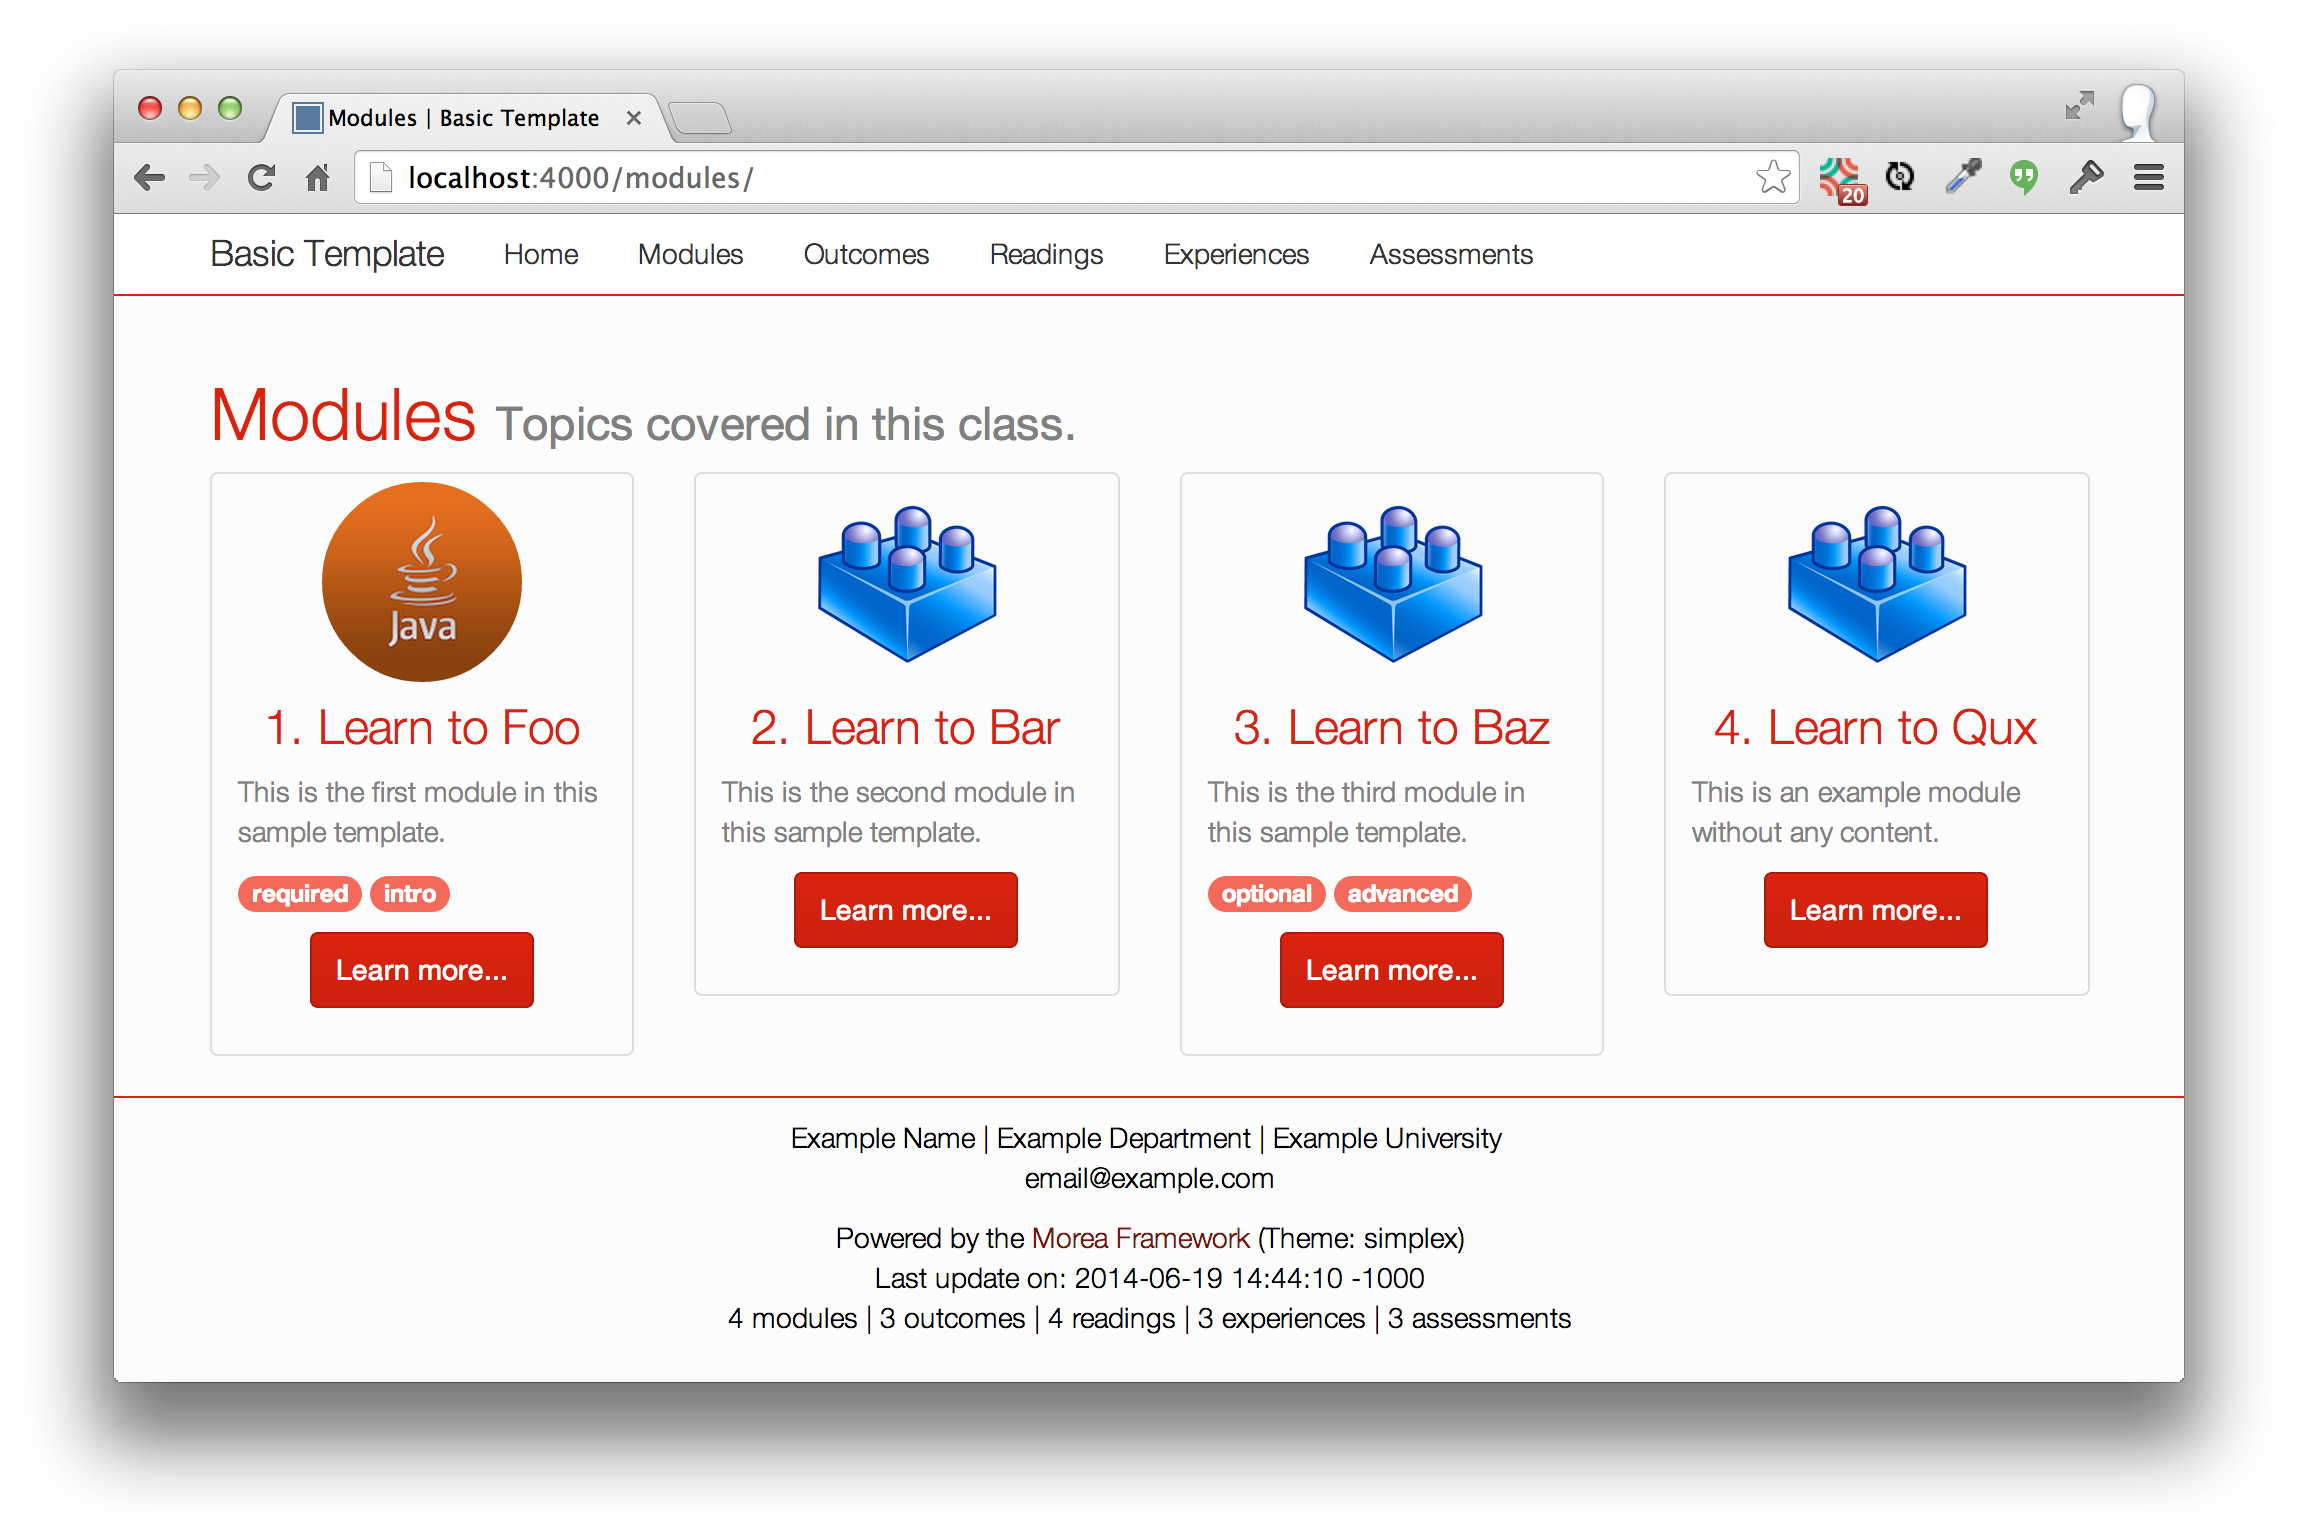 Modules | Basic Template
localhost:4000/modules/
20
Basic Template Home Modules Outcomes Readings Experiences Assessments
Modules Topics covered in this class.
Java
1. Learn to Foo
This is the first module in this
sample template.
required intro
Learn more...
2. Learn to Bar
This is the second module in
this sample template.
Learn more...
3. Learn to Baz
This is the third module in
this sample template.
optional advanced
Learn more...
4. Learn to Qux
This is an example module
without any content.
Learn more...
Example Name | Example Department | Example University
email@example.com
Powered by the Morea Framework (Theme: simplex)
Last update on: 2014-06-19 14:44:10 -1000
4 modules | 3 outcomes | 4 readings | 3 experiences | 3 assessments